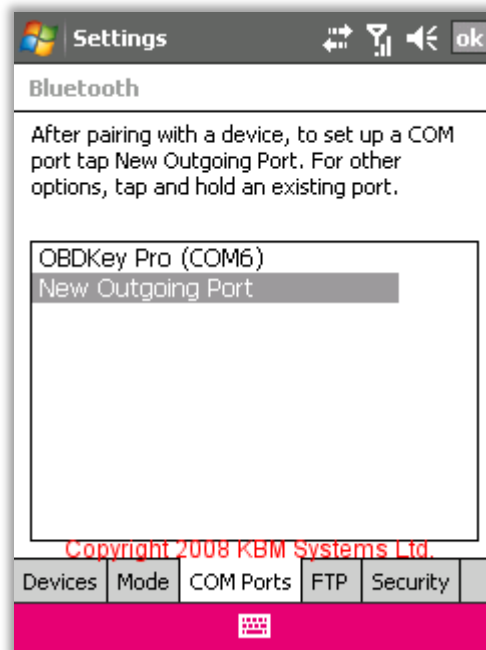 Settings
ok
Bluetooth
After pairing with a device, to set up a COM
port tap New Outgoing Port. For other
options, tap and hold an existing port.
OBDKey Pro (COM6)
New Outgoing Port
Copyright 2008 KBM Systems Ltd.
Devices Mode COM Ports FTP Security